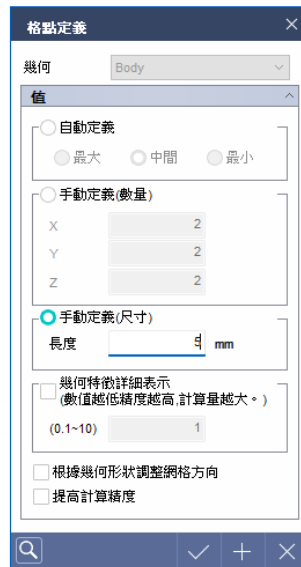 格點定義
幾何 Body
值
自動定義
最大 中間 最小
手動定義(數量)
X 2
Y 2
Z 2
手動定義(尺寸)
長度 5 mm
幾何特徵詳細表示
(數值越低精度越高,計算量越大。)
(0.1~10) 1
根據幾何形狀調整網格方向
提高計算精度